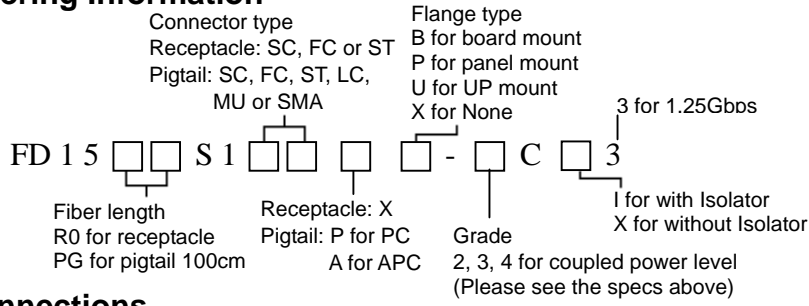 ering Information
Connector type
Receptacle: SC, FC or ST
Pigtail: SC, FC, ST, LC,
MU or SMA
Flange type
B for board mount
P for panel mount
U for UP mount
X for None
3 for 1.25Gbps
FD 1 5 □□ S 1 □□ □ □ - □ C □ 3
Fiber length
R0 for receptacle
PG for pigtail 100cm
Receptacle: X
Pigtail: P for PC
A for APC
Grade
2, 3, 4 for coupled power level
(Please see the specs above)
I for with Isolator
X for without Isolator
nnections